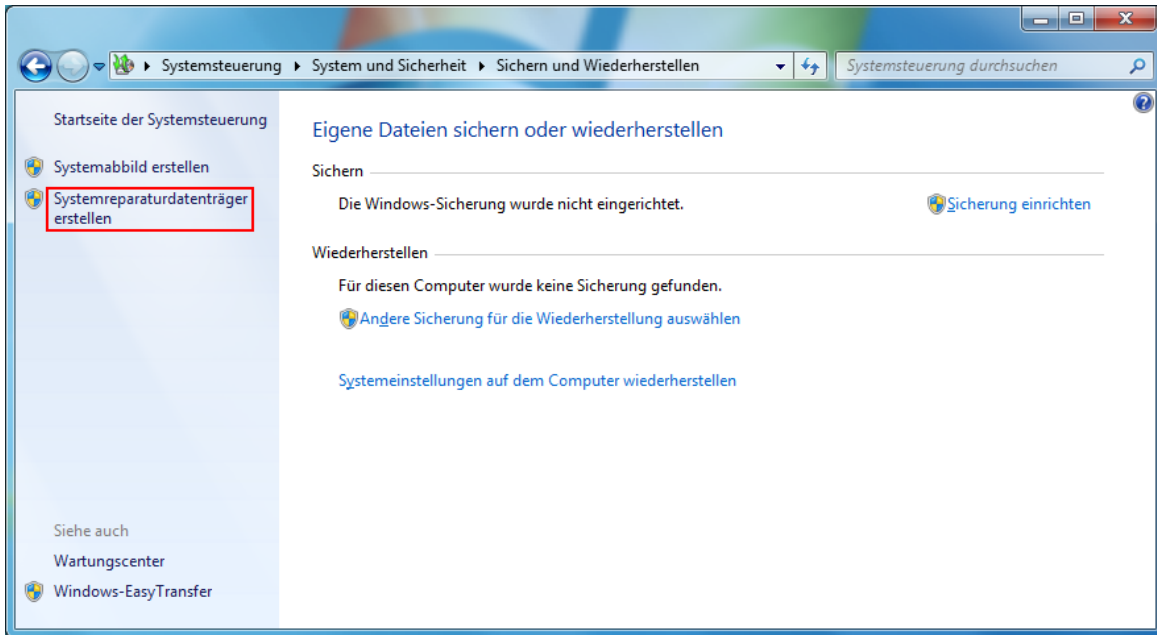 Systemsteuerung ▸ System und Sicherheit ▸ Sichern und Wiederherstellen
Systemsteuerung durchsuchen
Startseite der Systemsteuerung
Systemabbild erstellen
Systemreparaturdatenträger
erstellen
Eigene Dateien sichern oder wiederherstellen
Sichern
Die Windows-Sicherung wurde nicht eingerichtet.
Sicherung einrichten
Wiederherstellen
Für diesen Computer wurde keine Sicherung gefunden.
Andere Sicherung für die Wiederherstellung auswählen
Systemeinstellungen auf dem Computer wiederherstellen
Siehe auch
Wartungscenter
Windows-EasyTransfer